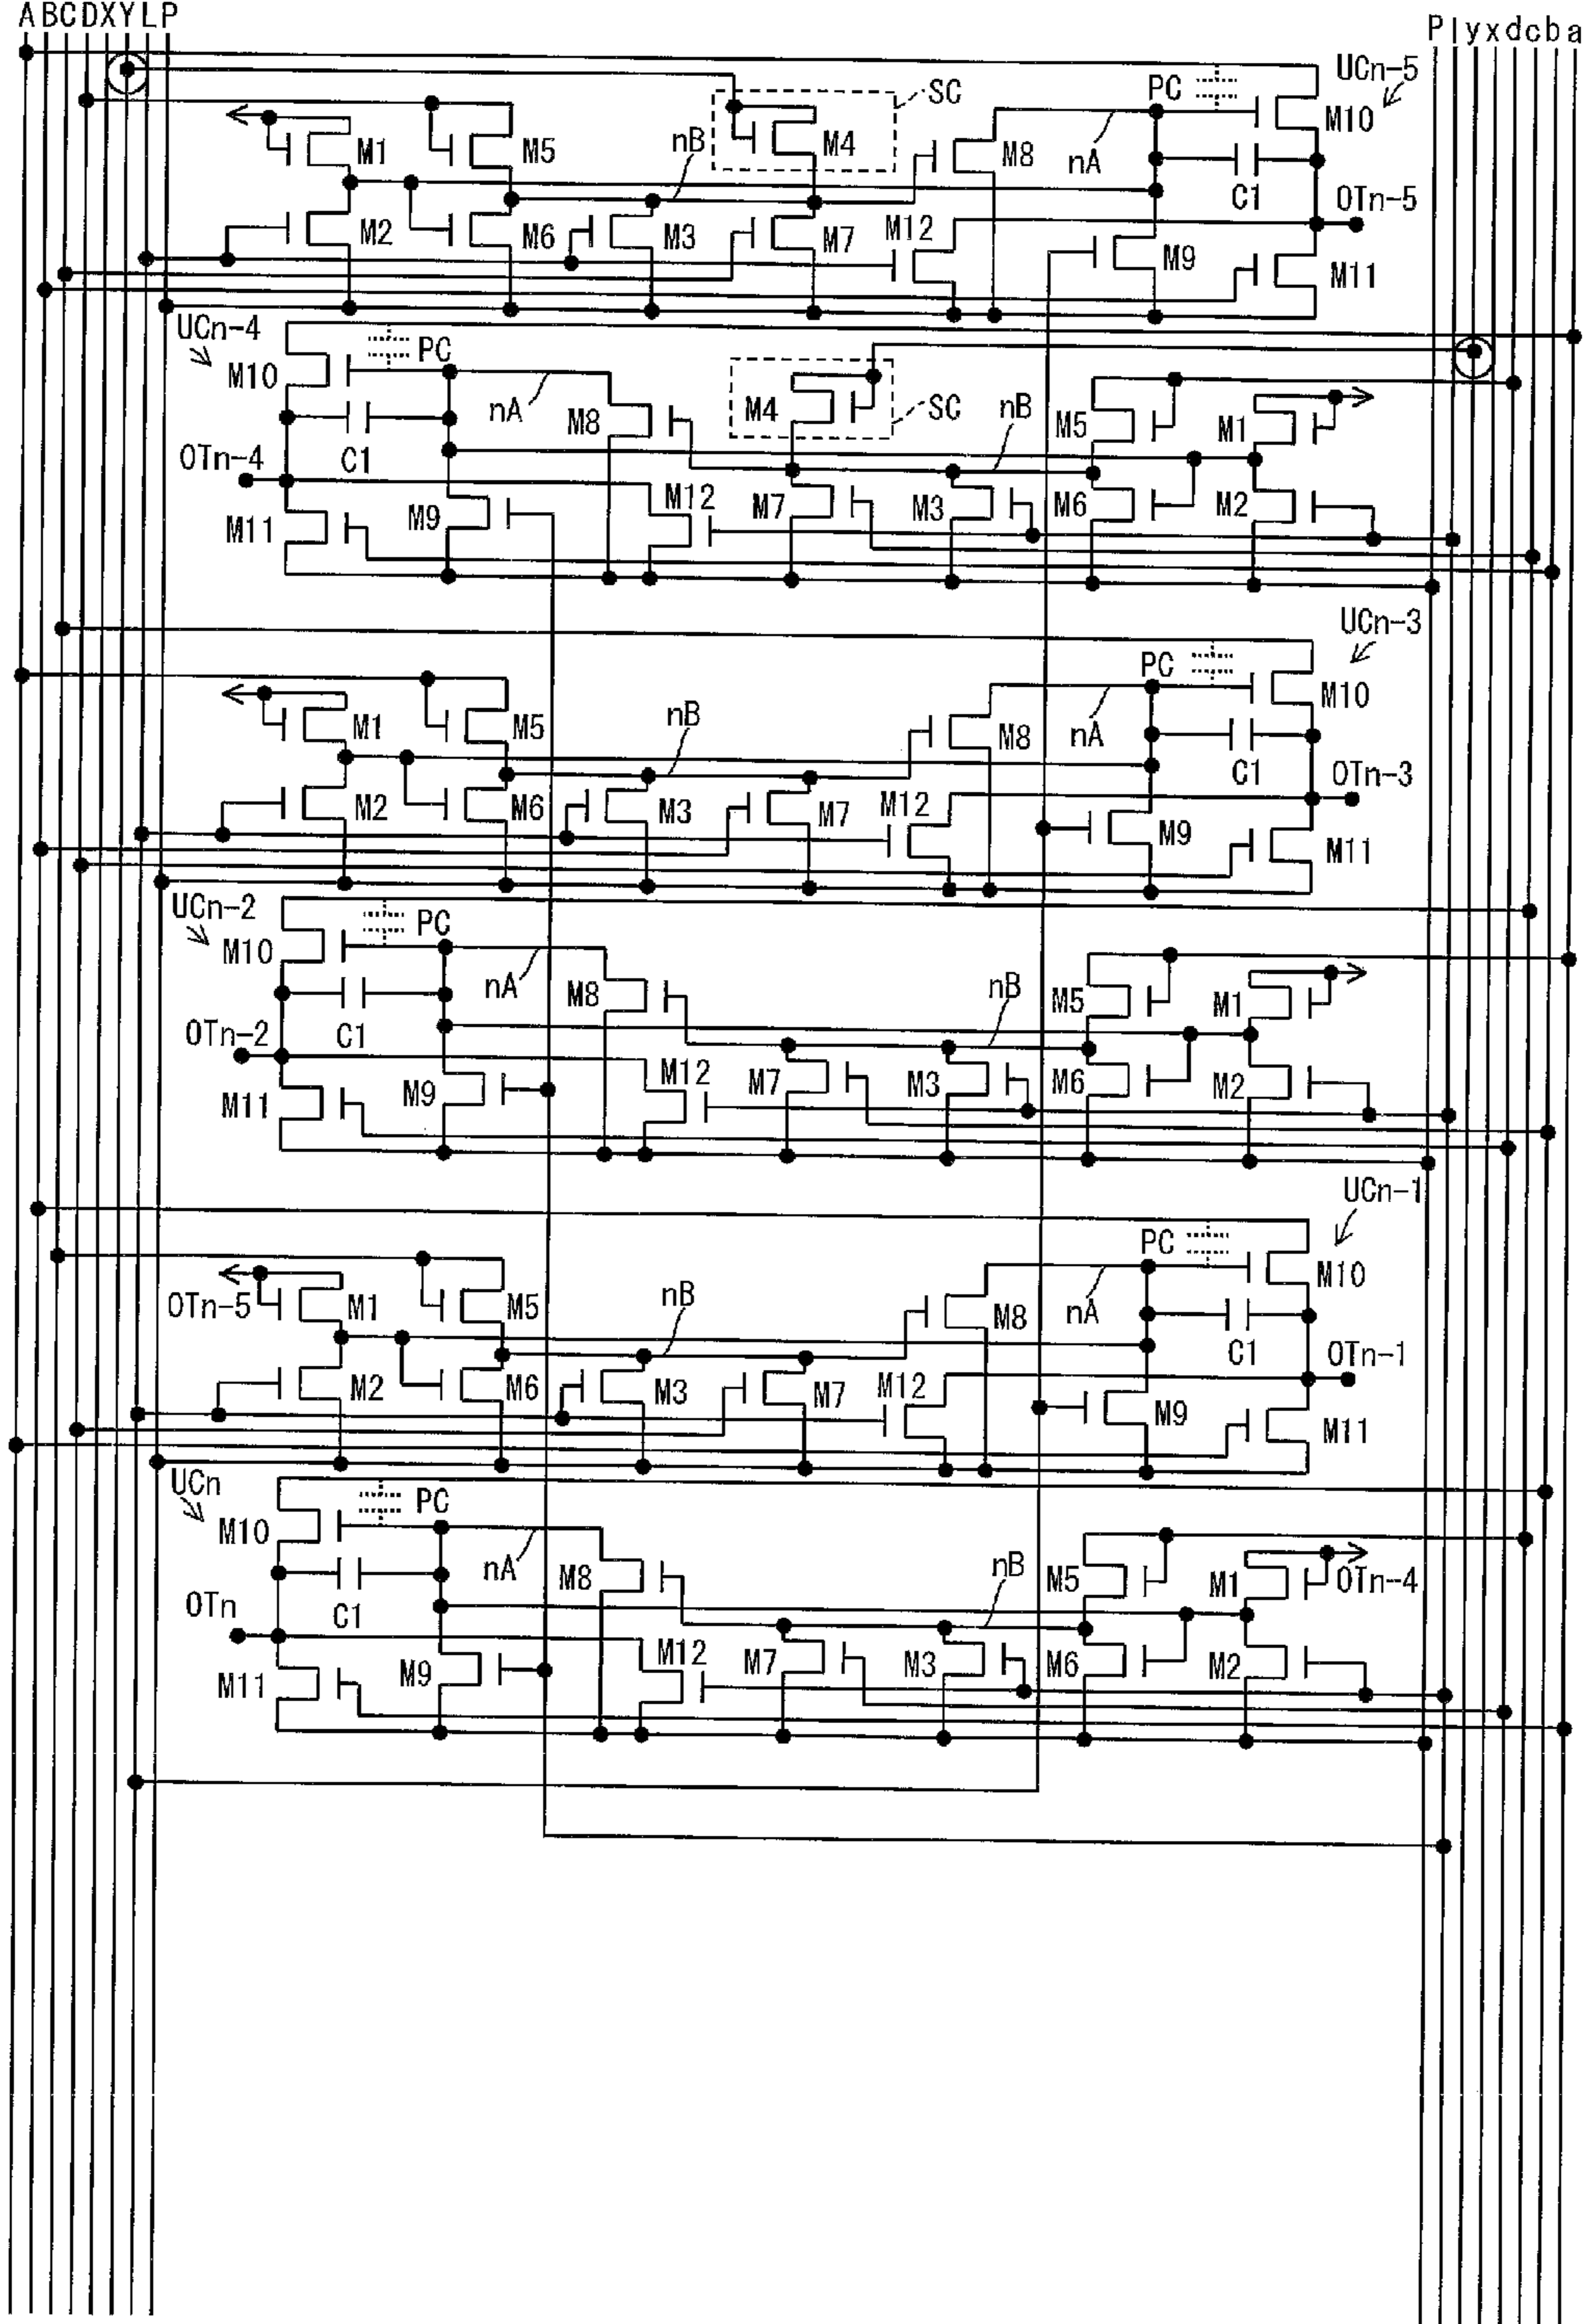 ABCDXYLP
Plyxdcba
UCn-5
PC
SC
M10
M1
M5
nB
M4
M8
nA
C1
OTn-5
M2
M6
M3
M7
M12
M9
M11
UCn-4
PC
M10
nA
M8
M4
SC
nB
M5
M1
OTn-4
C1
M12
M7
M3
M6
M2
M11
M9
UCn-3
PC
M10
M1
M5
nB
M8
nA
C1
OTn-3
M2
M6
M3
M7
M12
M9
M11
UCn-2
PC
M10
nA
M8
nB
M5
M1
OTn-2
C1
M12
M7
M3
M6
M2
M11
M9
UCn-1
PC
M10
OTn-5
M1
M5
nB
M8
nA
C1
OTn-1
M2
M6
M3
M7
M12
M9
M11
UCn
PC
M10
nA
M8
nB
M5
M1
OTn-4
OTn
C1
M12
M7
M3
M6
M2
M11
M9